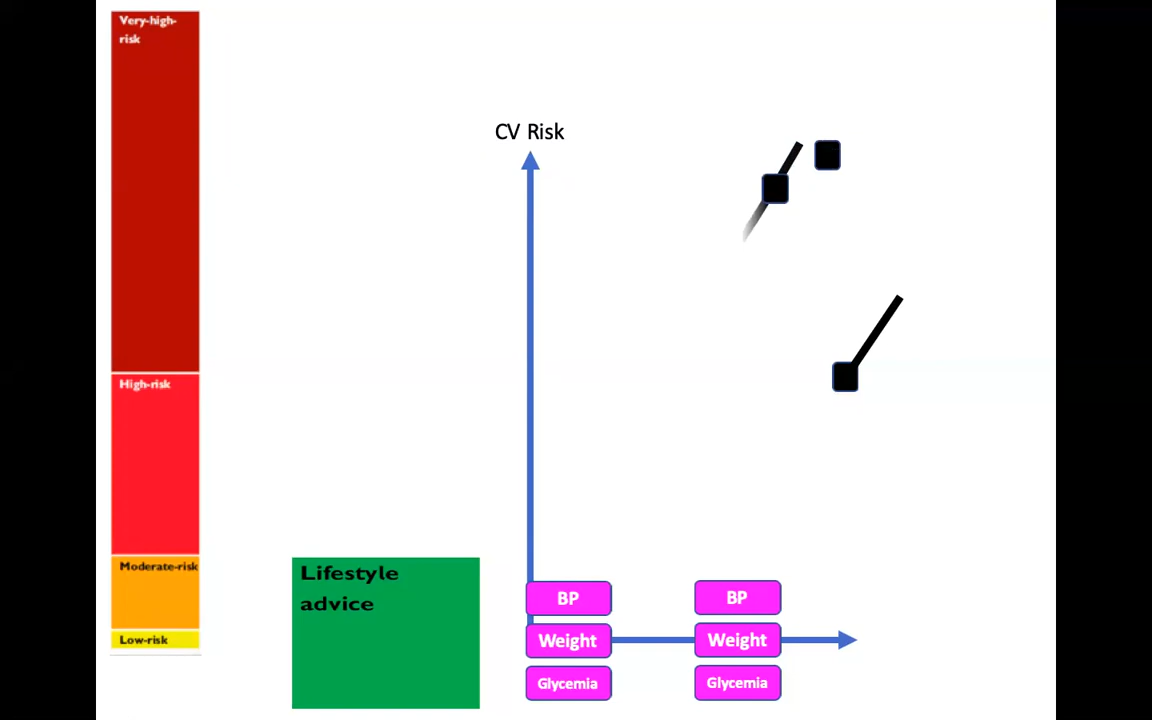 Very-high-
risk
CV Risk
High-risk
Moderate-risk
Low-risk
Lifestyle
advice
BP
Weight
Glycemia
BP
Weight
Glycemia